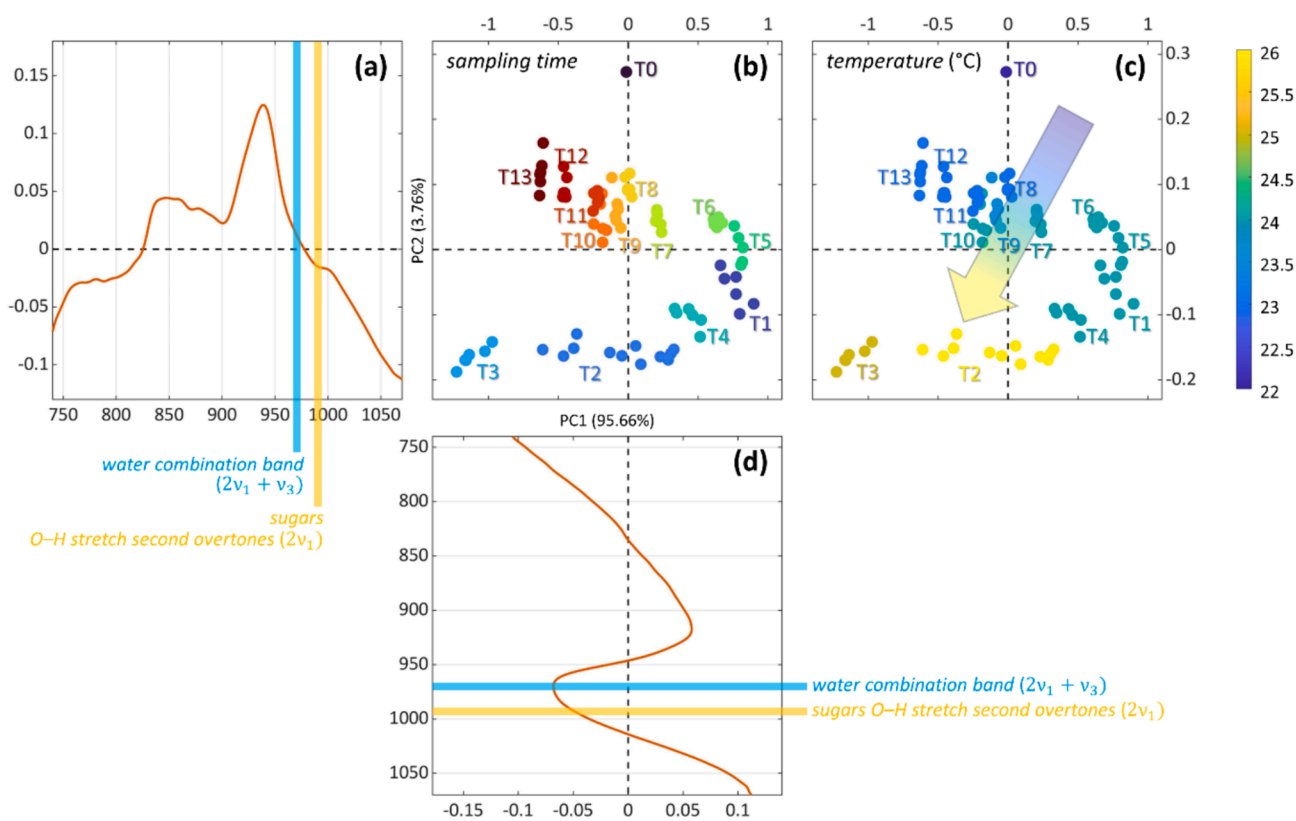 -1 -0.5 0 0.5 1
-1 -0.5 0 0.5 1
(a)
0.15
0.1
0.05
0
-0.05
-0.1
750 800 850 900 950 1000 1050
water combination band
(2ν₁ + ν₃)
sugars
O–H stretch second overtones (2ν₁)
sampling time
(b)
T0
T12
T13
T8
T11
T10
T9
T6
T7
T5
T1
T4
T3
T2
PC2 (3.76%)
PC1 (95.66%)
temperature (°C)
(c)
T0
T12
T13
T8
T11
T10
T9
T6
T7
T5
T1
T4
T3
T2
0.3
0.2
0.1
0
-0.1
-0.2
26
25.5
25
24.5
24
23.5
23
22.5
22
(d)
750
800
850
900
950
1000
1050
-0.15 -0.1 -0.05 0 0.05 0.1
water combination band (2ν₁ + ν₃)
sugars O–H stretch second overtones (2ν₁)